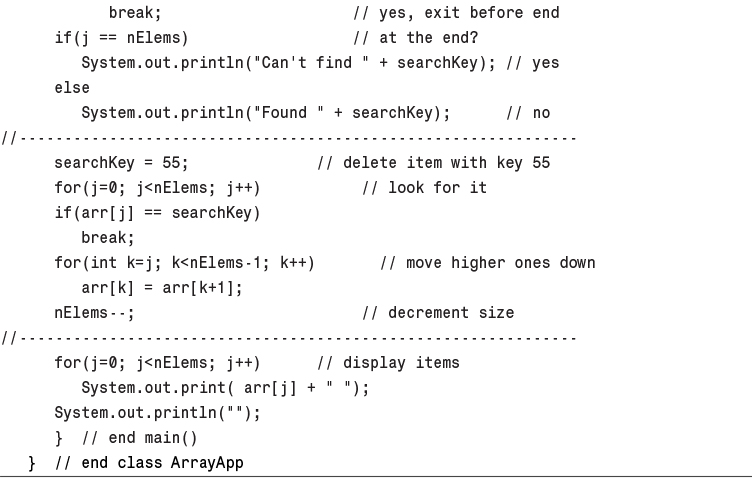 break; // yes, exit before end
if(j == nElems) // at the end?
System.out.println("Can't find " + searchKey); // yes
else
System.out.println("Found " + searchKey); // no
//--------------------------------------------------------------
searchKey = 55; // delete item with key 55
for(j=0; j<nElems; j++) // look for it
if(arr[j] == searchKey)
break;
for(int k=j; k<nElems-1; k++) // move higher ones down
arr[k] = arr[k+1];
nElems--; // decrement size
//--------------------------------------------------------------
for(j=0; j<nElems; j++) // display items
System.out.print( arr[j] + " ");
System.out.println("");
} // end main()
} // end class ArrayApp